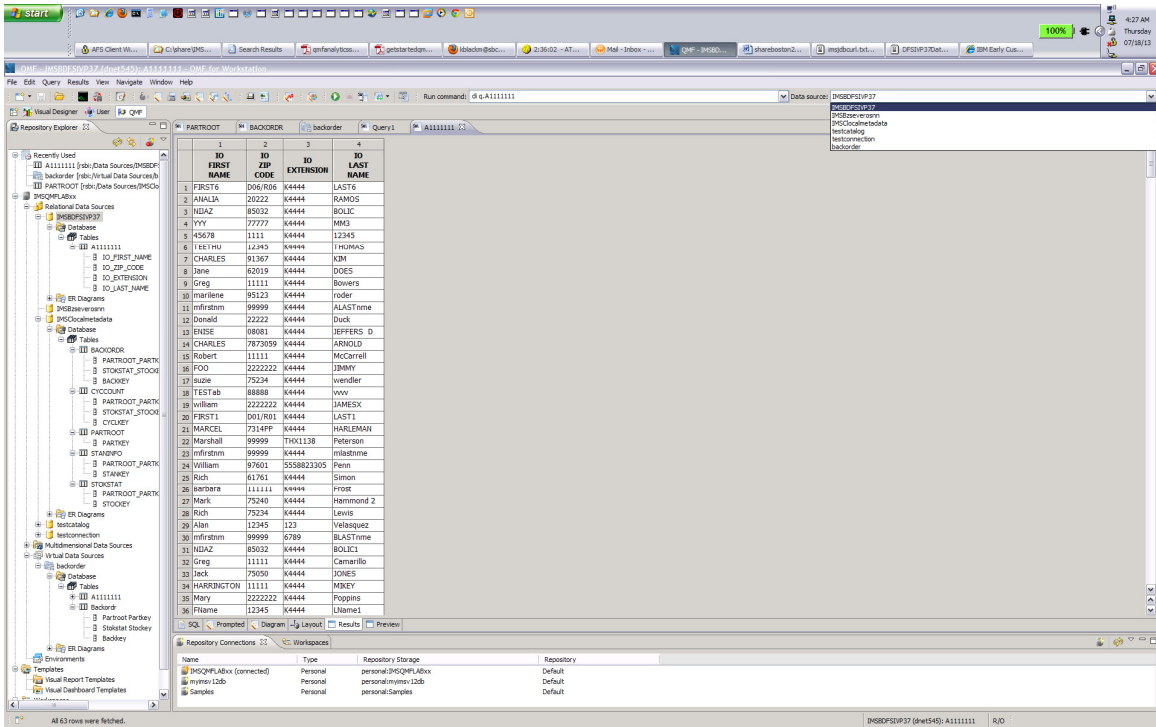 start
100%
4:27 AM
Thursday
07/18/13
AFS Client Wi...
C:\share\IMS...
Search Results
qmfanalyticss...
getstartedqm...
kbladcm@sbc...
2:36:02 - AT...
Mail - Inbox - ...
QMF - IMSBD...
shareboston2...
imsjdbcurl.txt...
DFSIVP37Dat...
IBM Early Cus...
QMF - IMSBDFSIVP37 (dnet545): A1111111 - QMF for Workstation
File Edit Query Results View Navigate Window Help
Run command: di q.A1111111
Data source: IMSBDFSIVP37
IMSBDFSIVP37
IMSBzseverosnn
IMSClocalmetadata
testcatalog
testconnection
backorder
Visual Designer User QMF
Repository Explorer
Recently Used
A1111111 [rsbi:/Data Sources/IMSBDFS
backorder [rsbi:/Virtual Data Sources/b
PARTROOT [rsbi:/Data Sources/IMSClo
IMSQMFLABxx
Relational Data Sources
IMSBDFSIVP37
Database
Tables
A1111111
IO_FIRST_NAME
IO_ZIP_CODE
IO_EXTENSION
IO_LAST_NAME
ER Diagrams
IMSBzseverosnn
IMSClocalmetadata
Database
Tables
BACKORDR
PARTROOT_PARTK
STOKSTAT_STOCKE
BACKKEY
CYCCOUNT
PARTROOT_PARTK
STOKSTAT_STOCKE
CYCLKEY
PARTROOT
PARTKEY
STANINFO
PARTROOT_PARTK
STANKEY
STOKSTAT
PARTROOT_PARTK
STOCKEY
ER Diagrams
testcatalog
testconnection
Multidimensional Data Sources
Virtual Data Sources
backorder
Database
Tables
A1111111
Backordr
Partroot Partkey
Stokstat Stockey
Backkey
ER Diagrams
Environments
Templates
Visual Report Templates
Visual Dashboard Templates
PARTROOT BACKORDR backorder Query1 A1111111
1 2 3 4
IO FIRST NAME IO ZIP CODE IO EXTENSION IO LAST NAME
1 FIRST6 D06/R06 K4444 LAST6
2 ANALIA 20222 K4444 RAMOS
3 NIJAZ 85032 K4444 BOLIC
4 YYY 77777 K4444 MM3
5 45678 1111 K4444 12345
6 TEETHU 12345 K4444 THOMAS
7 CHARLES 91367 K4444 KIM
8 Jane 62019 K4444 DOES
9 Greg 11111 K4444 Bowers
10 marilene 95123 K4444 roder
11 mfirstnm 99999 K4444 ALASTnme
12 Donald 22222 K4444 Duck
13 ENISE 08081 K4444 JEFFERS D
14 CHARLES 7873059 K4444 ARNOLD
15 Robert 11111 K4444 McCarrell
16 FOO 2222222 K4444 JIMMY
17 suzie 75234 K4444 wendler
18 TESTab 88888 K4444 vvvv
19 william 2222222 K4444 JAMESX
20 FIRST1 D01/R01 K4444 LAST1
21 MARCEL 7314PP K4444 HARLEMAN
22 Marshall 99999 THX1138 Peterson
23 mfirstnm 99999 K4444 mlastnme
24 William 97601 5558823305 Penn
25 Rich 61761 K4444 Simon
26 Barbara 111111 K4444 Frost
27 Mark 75240 K4444 Hammond 2
28 Rich 75234 K4444 Lewis
29 Alan 12345 123 Velasquez
30 mfirstnm 99999 6789 BLASTnme
31 NIJAZ 85032 K4444 BOLIC1
32 Greg 11111 K4444 Camarillo
33 Jack 75050 K4444 JONES
34 HARRINGTON 11111 K4444 MIKEY
35 Mary 2222222 K4444 Poppins
36 FName 12345 K4444 LName1
SQL Prompted Diagram Layout Results Preview
Repository Connections Workspaces
Name Type Repository Storage Repository
IMSQMFLABxx (connected) Personal personal:IMSQMFLABxx Default
myimsv12db Personal personal:myimsv12db Default
Samples Personal personal:Samples Default
All 63 rows were fetched.
IMSBDFSIVP37 (dnet545): A1111111 R/O